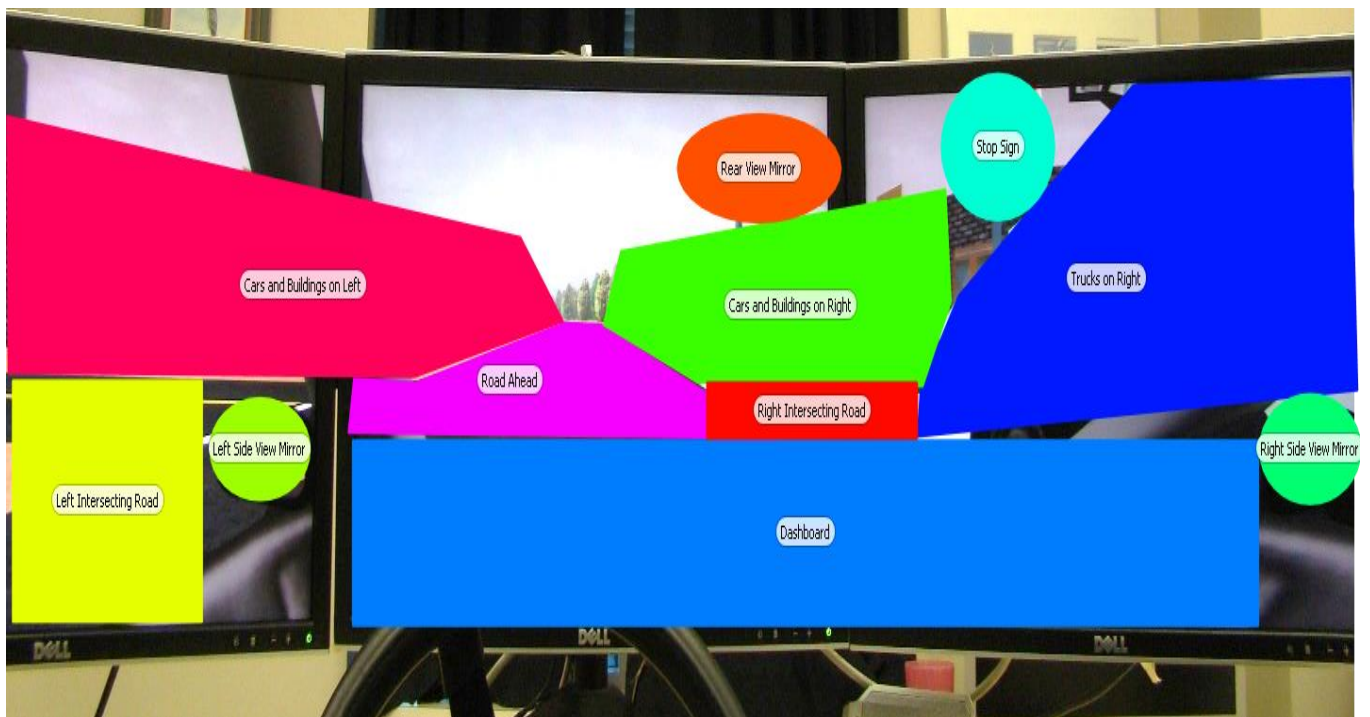 Rear View Mirror
Stop Sign
Cars and Buildings on Left
Cars and Buildings on Right
Trucks on Right
Road Ahead
Right Intersecting Road
Left Side View Mirror
Right Side View Mirror
Left Intersecting Road
Dashboard
DELL
DELL
DELL